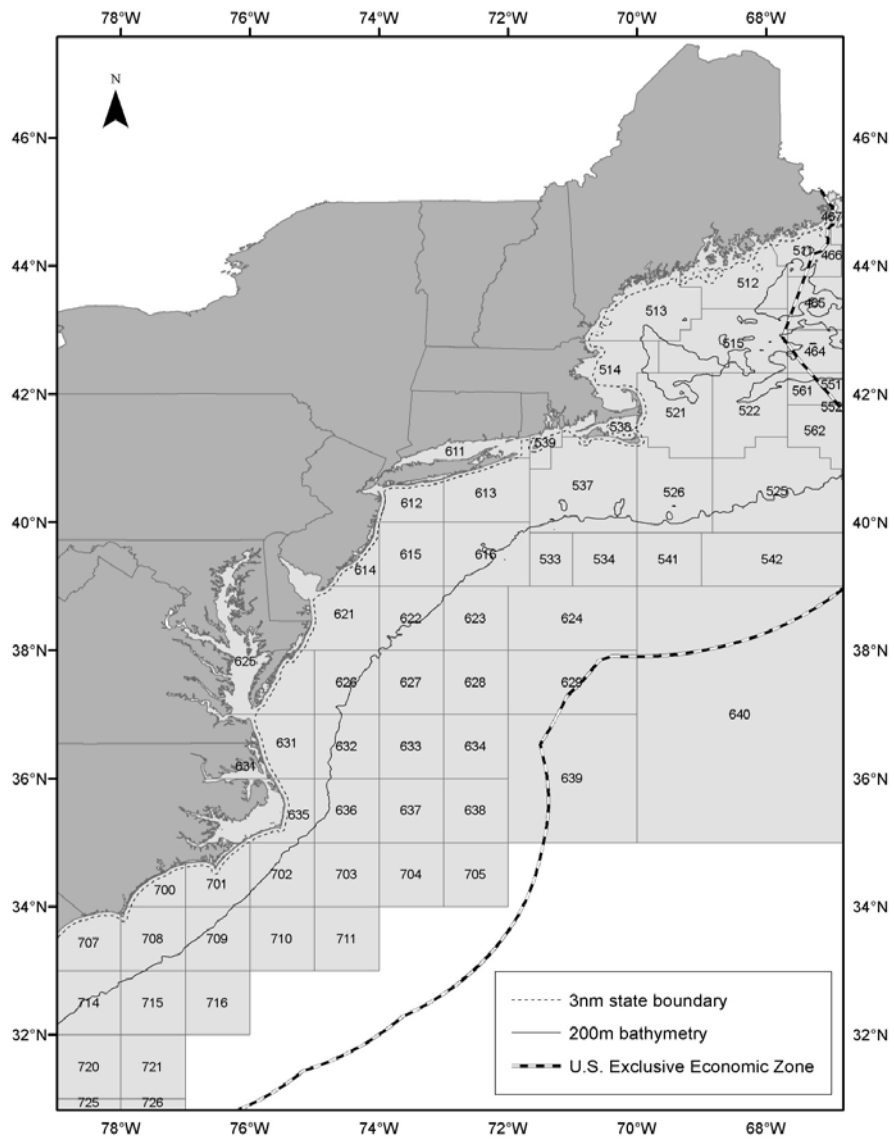 78°W 76°W 74°W 72°W 70°W 68°W
N
46°N 46°N
467
44°N 511 466 44°N
512
513 465
515 464
514
42°N 561 551 42°N
521 522 552
538 562
539
611
537 526 525
612 613
40°N 40°N
615 616
614 533 534 541 542
621 622 623 624
38°N 38°N
625
626 627 628 629
640
631 632 633 634
631
36°N 639 36°N
635 636 637 638
700 701 702 703 704 705
34°N 34°N
707 708 709 710 711
714 715 716
3nm state boundary
32°N 200m bathymetry 32°N
720 721 U.S. Exclusive Economic Zone
725 726
78°W 76°W 74°W 72°W 70°W 68°W